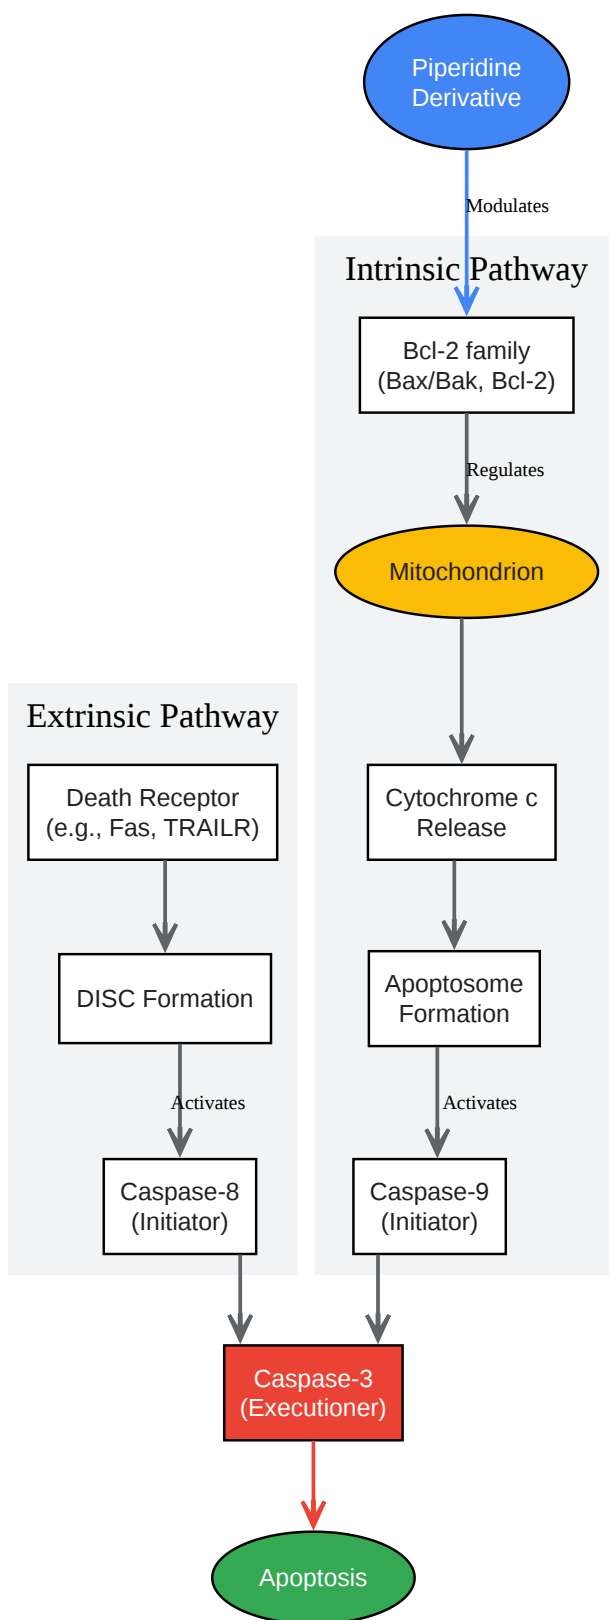 Piperidine
Derivative
Modulates
Intrinsic Pathway
Bcl-2 family
(Bax/Bak, Bcl-2)
Regulates
Mitochondrion
Extrinsic Pathway
Death Receptor
(e.g., Fas, TRAILR)
Cytochrome c
Release
DISC Formation
Apoptosome
Formation
Activates
Activates
Caspase-8
(Initiator)
Caspase-9
(Initiator)
Caspase-3
(Executioner)
Apoptosis